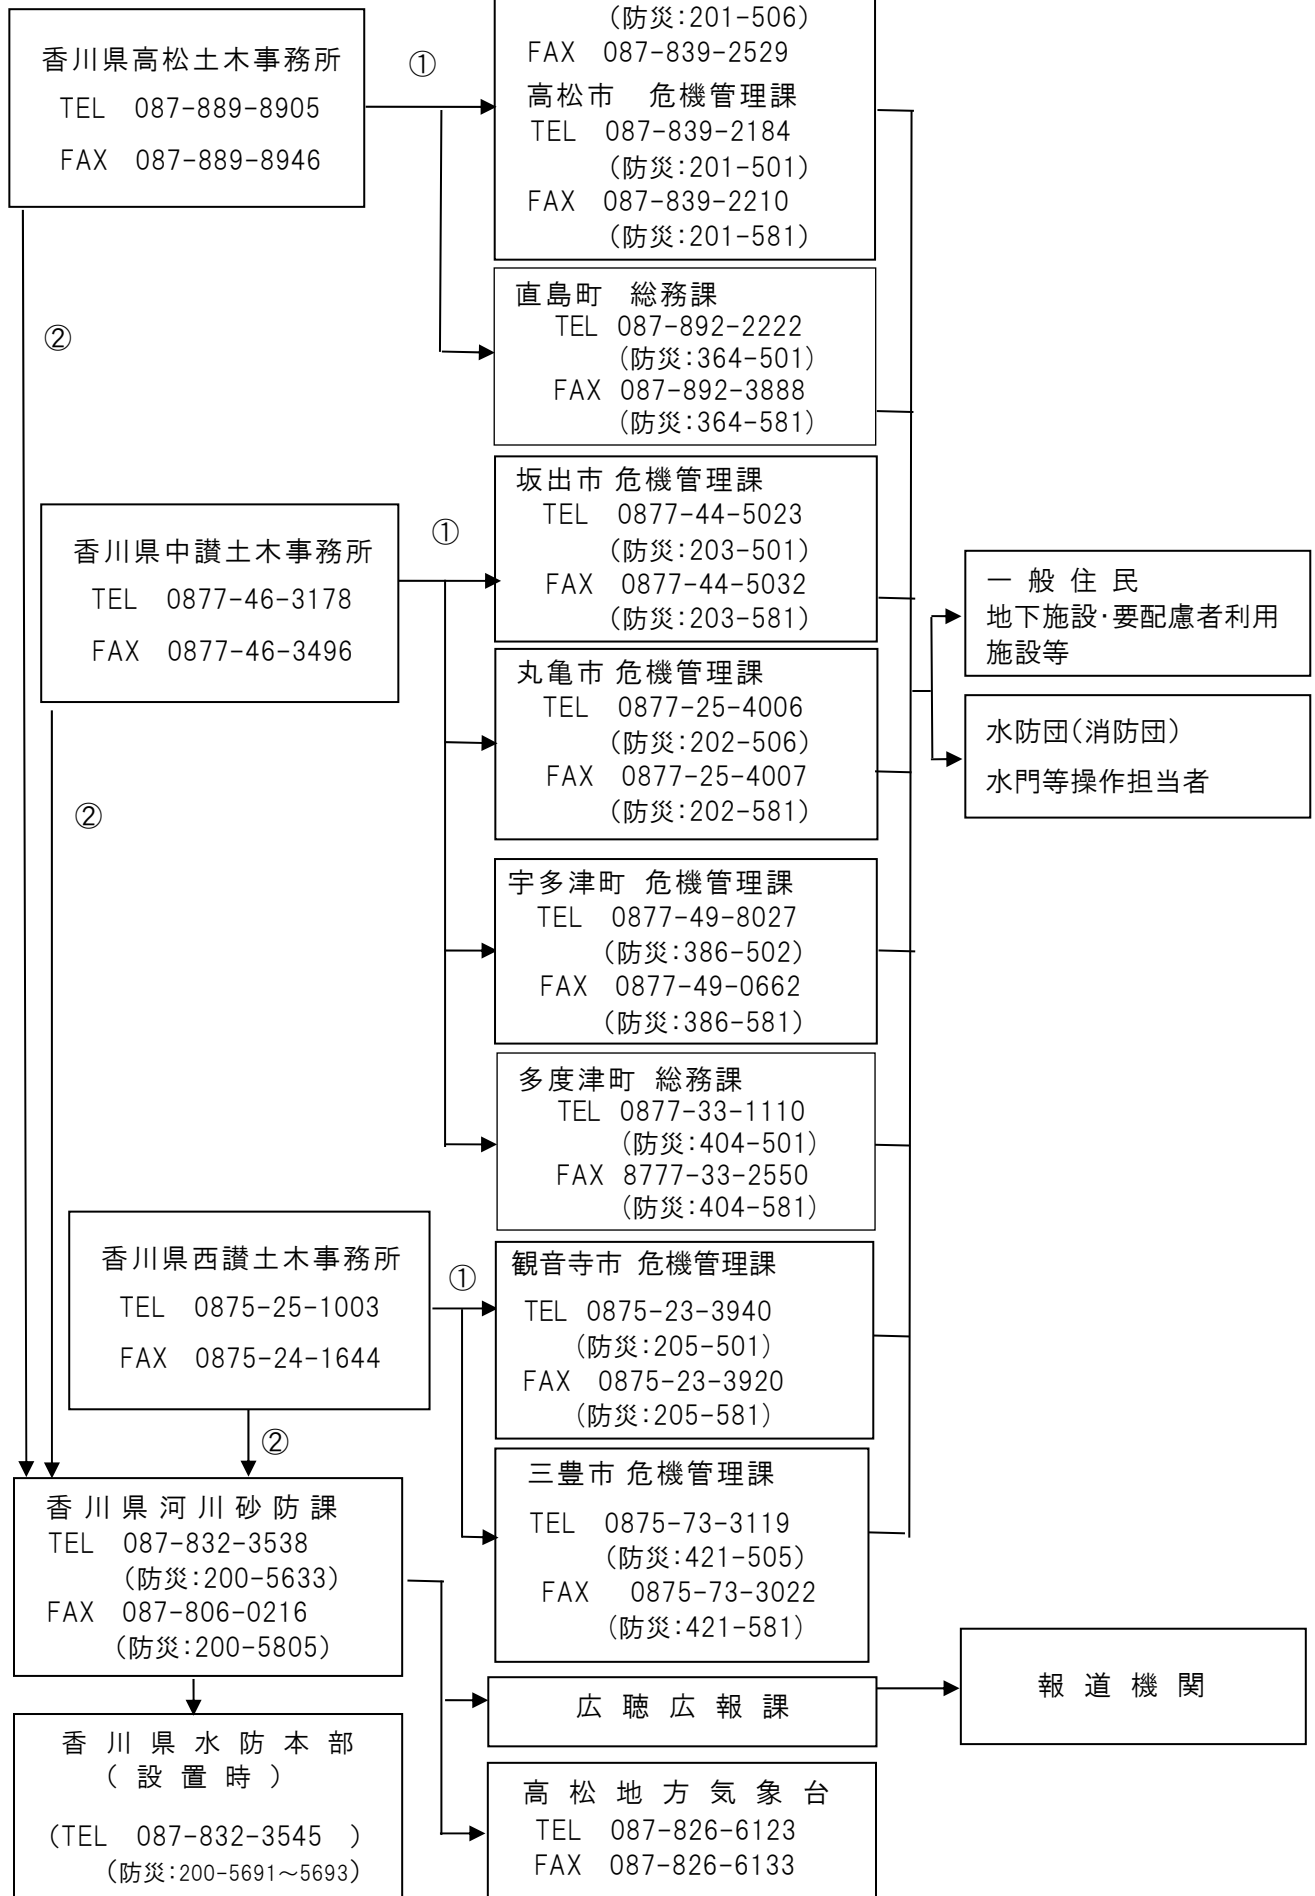 香川県高松土木事務所
TEL 087-889-8905
FAX 087-889-8946
①
②
(防災:201-506)
FAX 087-839-2529
高松市 危機管理課
TEL 087-839-2184
(防災:201-501)
FAX 087-839-2210
(防災:201-581)
直島町 総務課
TEL 087-892-2222
(防災:364-501)
FAX 087-892-3888
(防災:364-581)
香川県中讃土木事務所
TEL 0877-46-3178
FAX 0877-46-3496
①
②
坂出市 危機管理課
TEL 0877-44-5023
(防災:203-501)
FAX 0877-44-5032
(防災:203-581)
丸亀市 危機管理課
TEL 0877-25-4006
(防災:202-506)
FAX 0877-25-4007
(防災:202-581)
宇多津町 危機管理課
TEL 0877-49-8027
(防災:386-502)
FAX 0877-49-0662
(防災:386-581)
多度津町 総務課
TEL 0877-33-1110
(防災:404-501)
FAX 8777-33-2550
(防災:404-581)
一般住民
地下施設・要配慮者利用
施設等
水防団(消防団)
水門等操作担当者
香川県西讃土木事務所
TEL 0875-25-1003
FAX 0875-24-1644
①
②
観音寺市 危機管理課
TEL 0875-23-3940
(防災:205-501)
FAX 0875-23-3920
(防災:205-581)
三豊市 危機管理課
TEL 0875-73-3119
(防災:421-505)
FAX 0875-73-3022
(防災:421-581)
香川県河川砂防課
TEL 087-832-3538
(防災:200-5633)
FAX 087-806-0216
(防災:200-5805)
香川県水防本部
(設置時)
(TEL 087-832-3545 )
(防災:200-5691～5693)
広聴広報課
報道機関
高松地方気象台
TEL 087-826-6123
FAX 087-826-6133